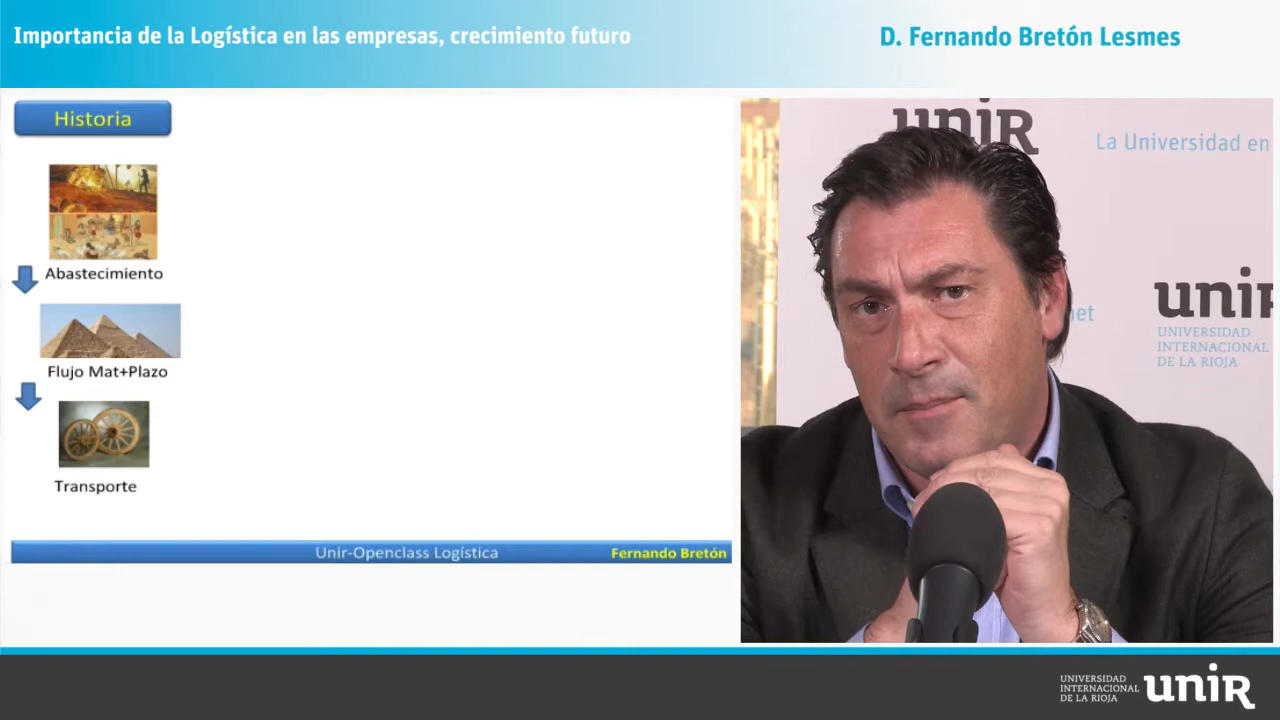 Importancia de la Logística en las empresas, crecimiento futuro
D. Fernando Bretón Lesmes
Historia
Abastecimiento
Flujo Mat+Plazo
Transporte
Unir-Openclass Logística
Fernando Bretón
uniR
La Universidad en
net
uniR
UNIVERSIDAD
INTERNACIONAL
DE LA RIOJA
UNIVERSIDAD
INTERNACIONAL
DE LA RIOJA
uniR